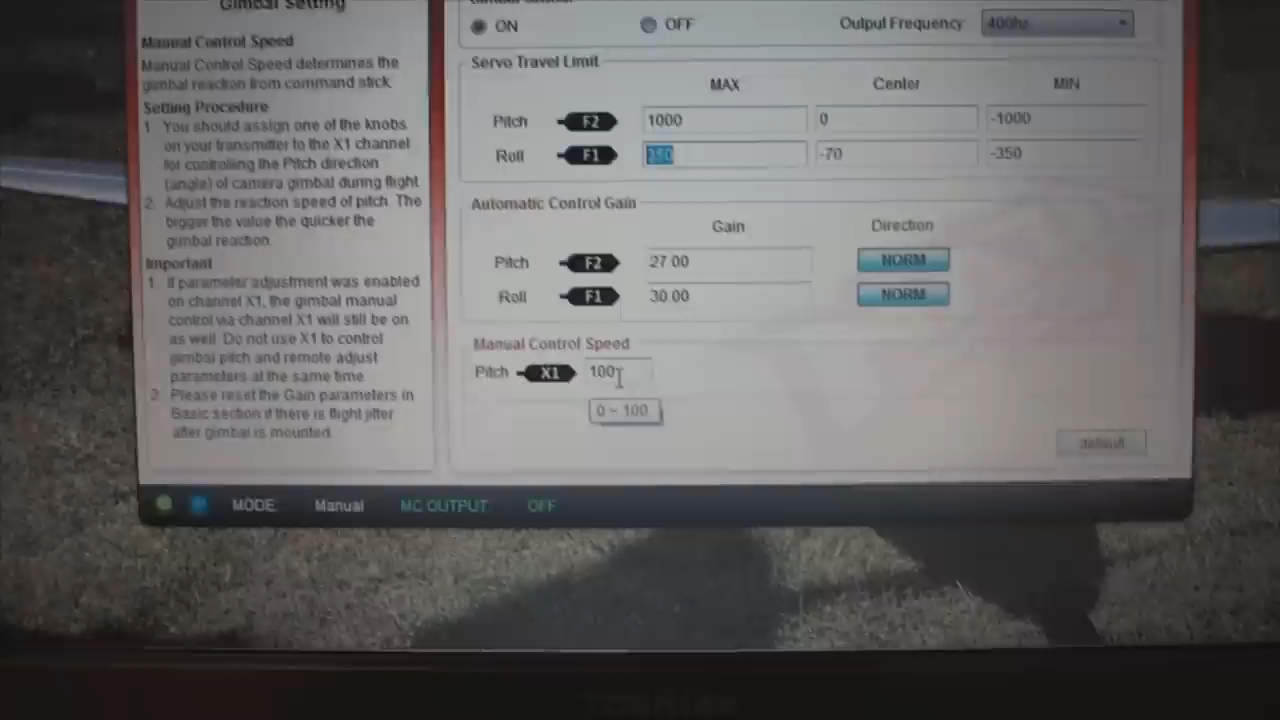 Gimbal Setting
Manual Control Speed
Manual Control Speed determines the
gimbal reaction from command stick.
Setting Procedure
1. You should assign one of the knobs
on your transmitter to the X1 channel
for controlling the Pitch direction
(angle) of camera gimbal during flight
2. Adjust the reaction speed of pitch. The
bigger the value the quicker the
gimbal reaction.
Important
1. If parameter adjustment was enabled
on channel X1, the gimbal manual
control via channel X1 will still be on
as well. Do not use X1 to control
gimbal pitch and remote adjust
parameters at the same time.
2. Please reset the Gain parameters in
Basic section if there is flight jitter
after gimbal is mounted.
ON OFF Output Frequency 400hz
Servo Travel Limit
MAX Center MIN
Pitch F2 1000 0 -1000
Roll F1 350 -70 -350
Automatic Control Gain
Gain Direction
Pitch F2 27.00 NORM
Roll F1 30.00 NORM
Manual Control Speed
Pitch X1 100
0 ~ 100
default
MODE Manual MC OUTPUT OFF
TOSHIBA